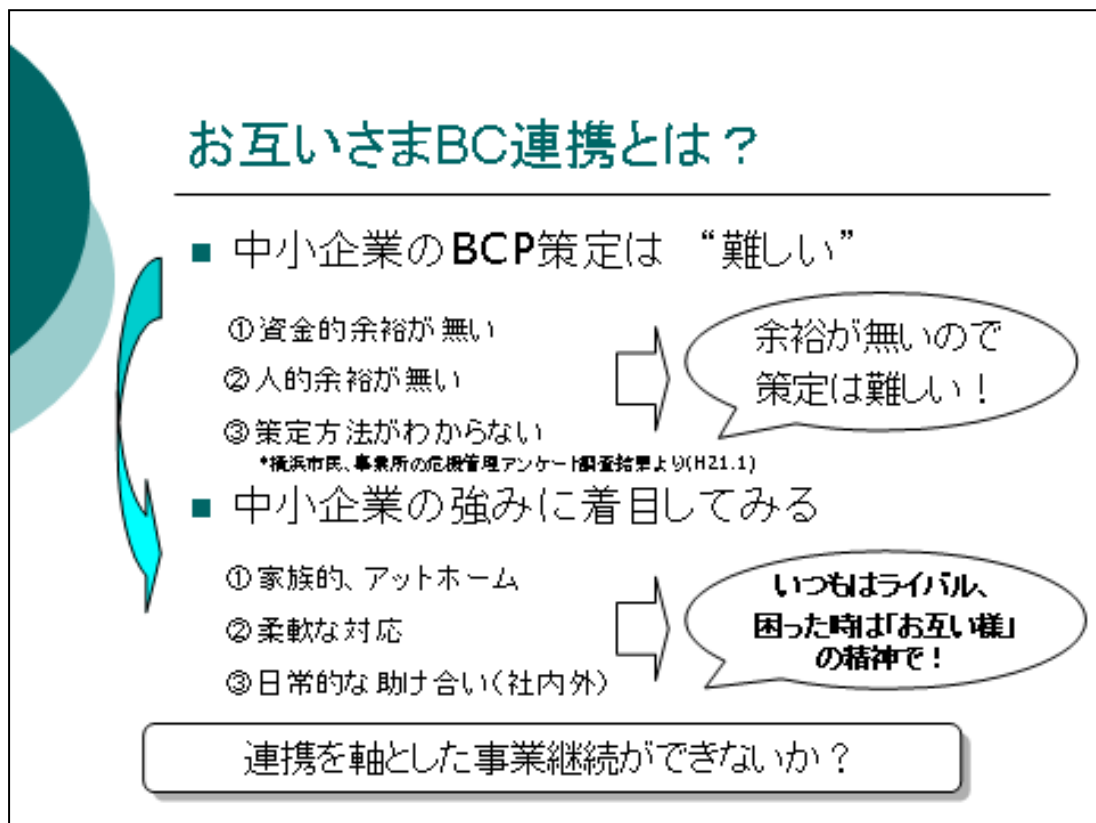 お互いさまBC連携とは？
■ 中小企業のBCP策定は “難しい”
①資金的余裕が無い
②人的余裕が無い
③策定方法がわからない
*横浜市民、事業所の危機管理アンケート調査結果より(H21.1)
余裕が無いので
策定は難しい！
■ 中小企業の強みに着目してみる
①家族的、アットホーム
②柔軟な対応
③日常的な助け合い（社内外）
いつもはライバル、
困った時は「お互い様」
の精神で！
連携を軸とした事業継続ができないか？